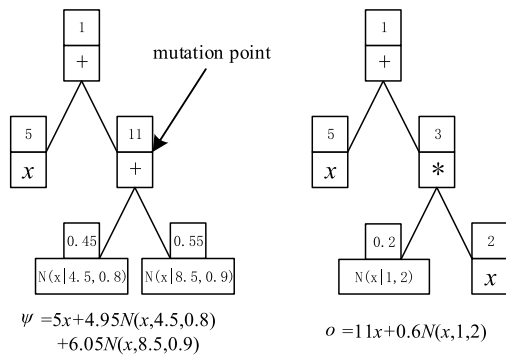 1
+
mutation point
5
x
11
+
0.45
N(x|4.5,0.8)
0.55
N(x|8.5,0.9)
ψ =5x+4.95N(x,4.5,0.8)
+6.05N(x,8.5,0.9)
1
+
5
x
3
*
0.2
N(x|1,2)
2
x
o =11x+0.6N(x,1,2)